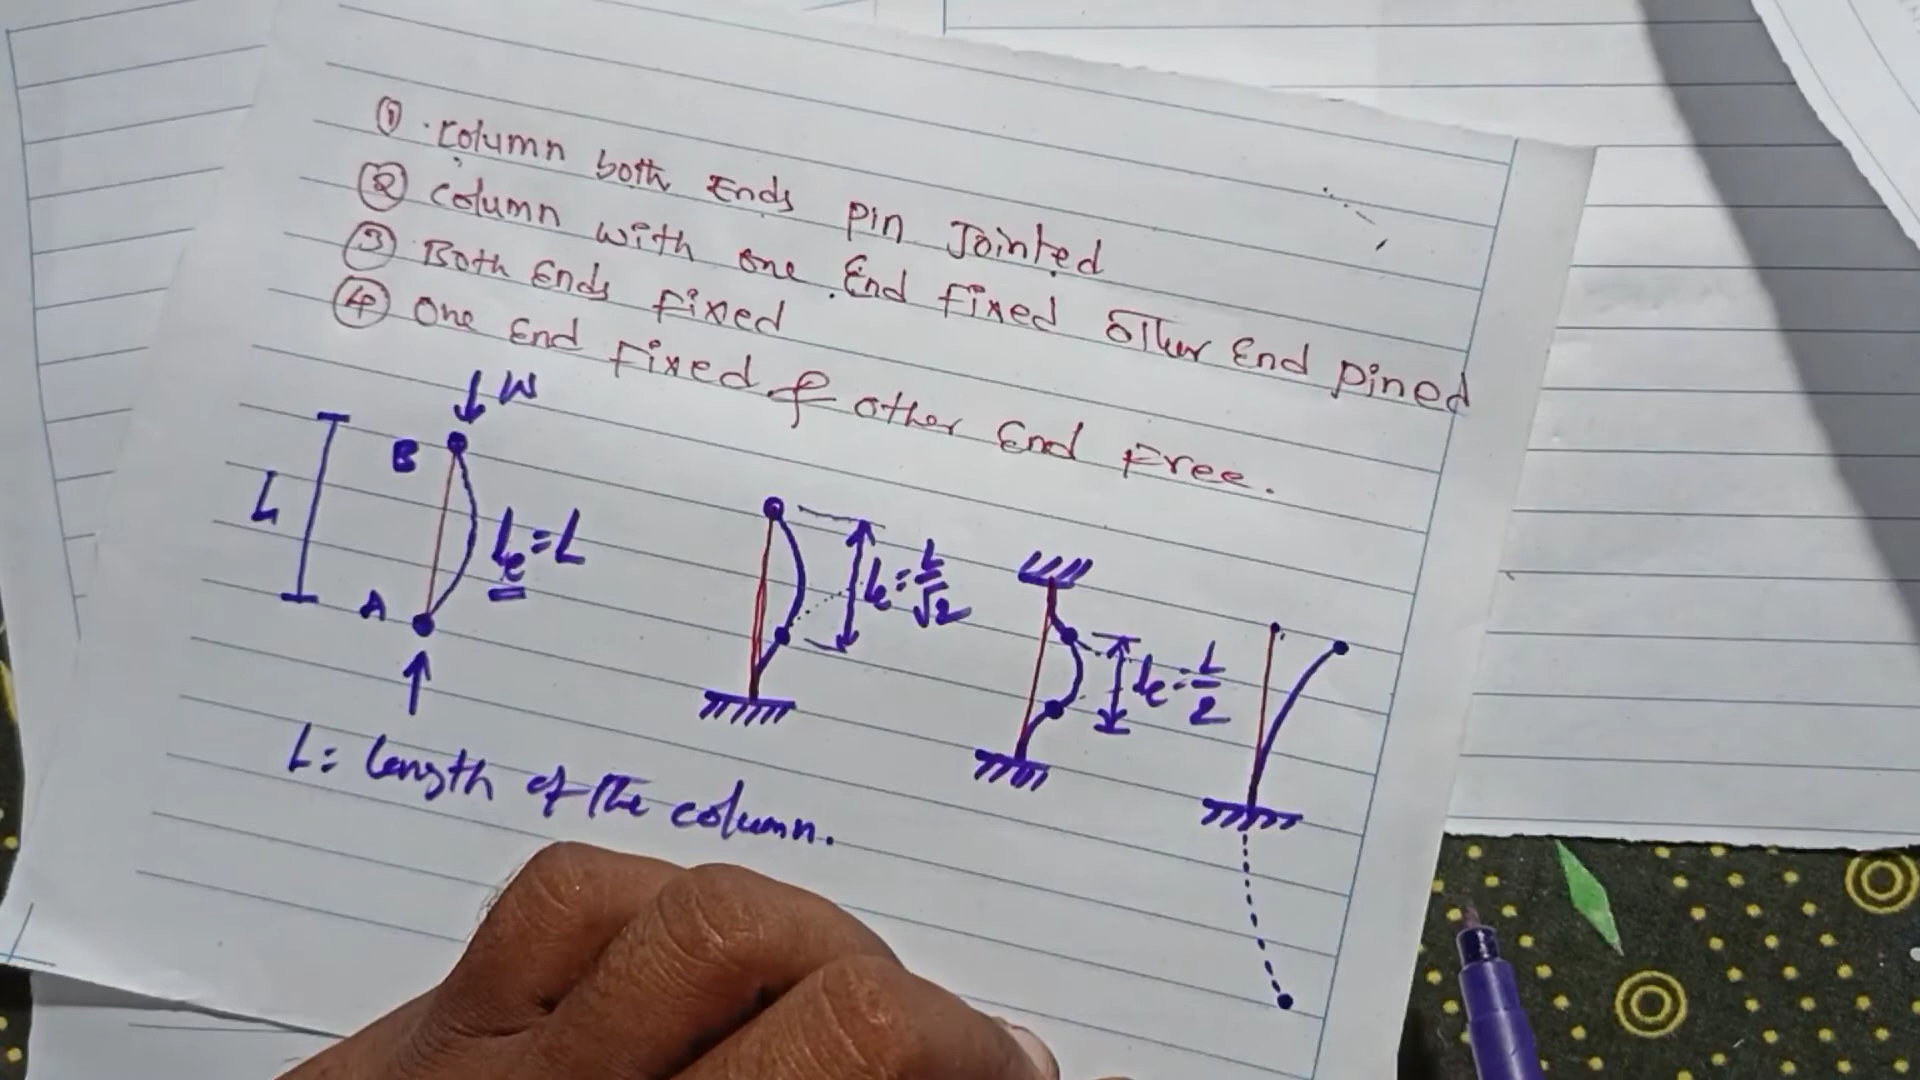 ① column both Ends Pin Jointed
② column with one End fixed other End Pined
③ Both Ends fixed
④ One End Fixed & other End Free.
W
B
L
A
Le=L
Le=L/√2
Le=L/2
L= length of the column.